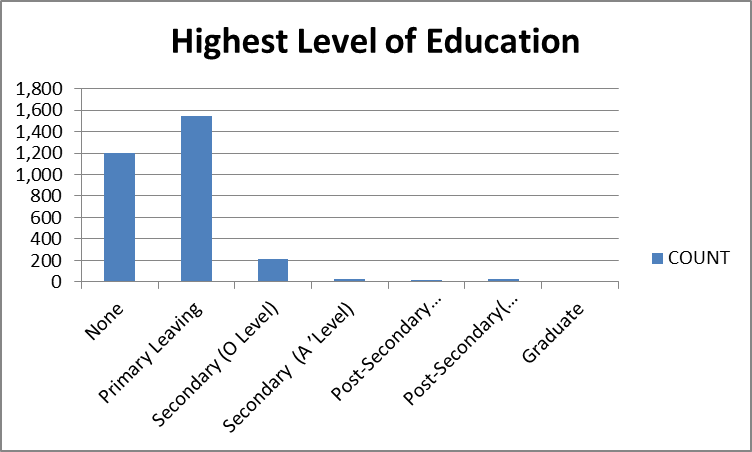 Highest Level of Education
1,800
1,600
1,400
1,200
1,000
800
600
400
200
0
None
Primary Leaving
Secondary (O Level)
Secondary (A 'Level)
Post-Secondary...
Post-Secondary(...
Graduate
COUNT